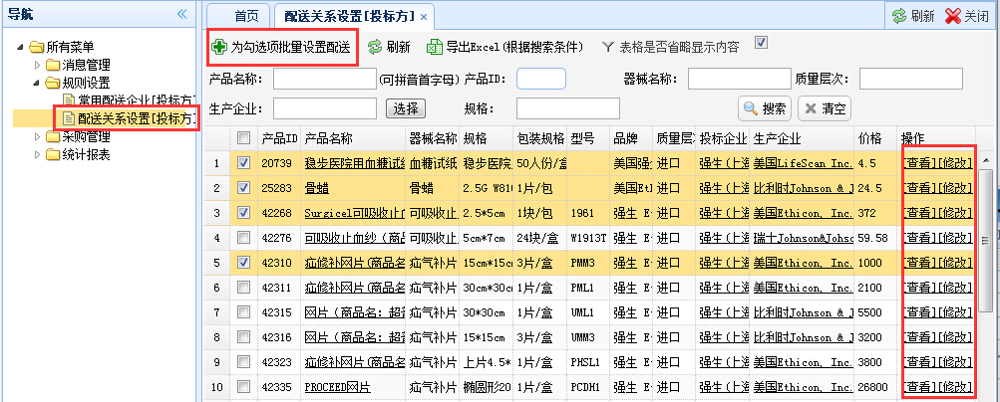 导航
首页 配送关系设置[投标方] 刷新 关闭
所有菜单
消息管理
规则设置
常用配送企业[投标方]
配送关系设置[投标方]
采购管理
统计报表
为勾选项批量设置配送 刷新 导出Excel(根据搜索条件) 表格是否省略显示内容
产品名称: (可拼音首字母) 产品ID: 器械名称: 质量层次:
生产企业: 选择 规格: 搜索 清空
产品ID 产品名称 器械名称 规格 包装规格 型号 品牌 质量层次 投标企业 生产企业 价格 操作
1 20739 稳步医院用血糖试纸 血糖试纸 稳步医院 50人份/盒 美国强生 进口 强生(上海 美国LifeScan Inc. 4.5 [查看][修改]
2 25283 骨蜡 骨蜡 2.5G W810 1片/包 美国Et 进口 强生(上海 比利时Johnson & J 24.5 [查看][修改]
3 42268 Surgicel可吸收止血 可吸收止 2.5*5cm 1块/包 1961 强生 E 进口 强生(上海 美国Ethicon, Inc. 372 [查看][修改]
4 42276 可吸收止血纱(商品 可吸收止 5cm*7cm 24块/盒 W1913T 强生 E 进口 强生(上海 瑞士Johnson&Johns 59.58 [查看][修改]
5 42310 疝修补网片(商品名 疝气补片 15cm*15cm 3片/盒 PMM3 强生 E 进口 强生(上海 美国Ethicon, Inc. 1000 [查看][修改]
6 42311 疝修补网片(商品名 疝气补片 30cm*30cm 1片/盒 PML1 强生 E 进口 强生(上海 美国Ethicon, Inc. 2100 [查看][修改]
7 42315 网片(商品名: 超普 疝气补片 30*30cm 1片/盒 UML1 强生 E 进口 强生(上海 比利时Johnson & J 5500 [查看][修改]
8 42316 网片(商品名: 超普 疝气补片 15*15cm 3片/盒 UMM3 强生 E 进口 强生(上海 比利时Johnson & J 3200 [查看][修改]
9 42323 疝修补网片(商品名 疝气补片 上片4.5* 1片/盒 PHSL1 强生 E 进口 强生(上海 美国Ethicon, Inc. 3800 [查看][修改]
10 42335 PROCEED网片 疝气补片 椭圆形20 1片/盒 PCDH1 强生 E 进口 强生(上海 美国Ethicon, Inc. 26800 [查看][修改]